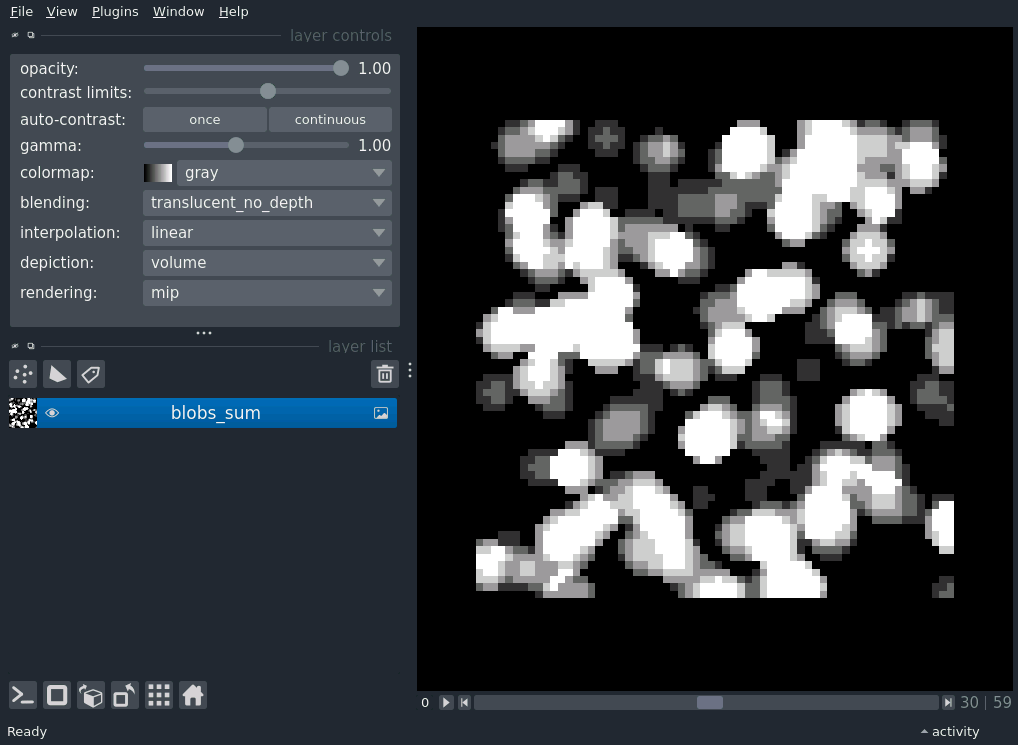 File View Plugins Window Help
layer controls
opacity: 1.00
contrast limits:
auto-contrast: once continuous
gamma: 1.00
colormap: gray
blending: translucent_no_depth
interpolation: linear
depiction: volume
rendering: mip
layer list
blobs_sum
0 30 59
Ready activity